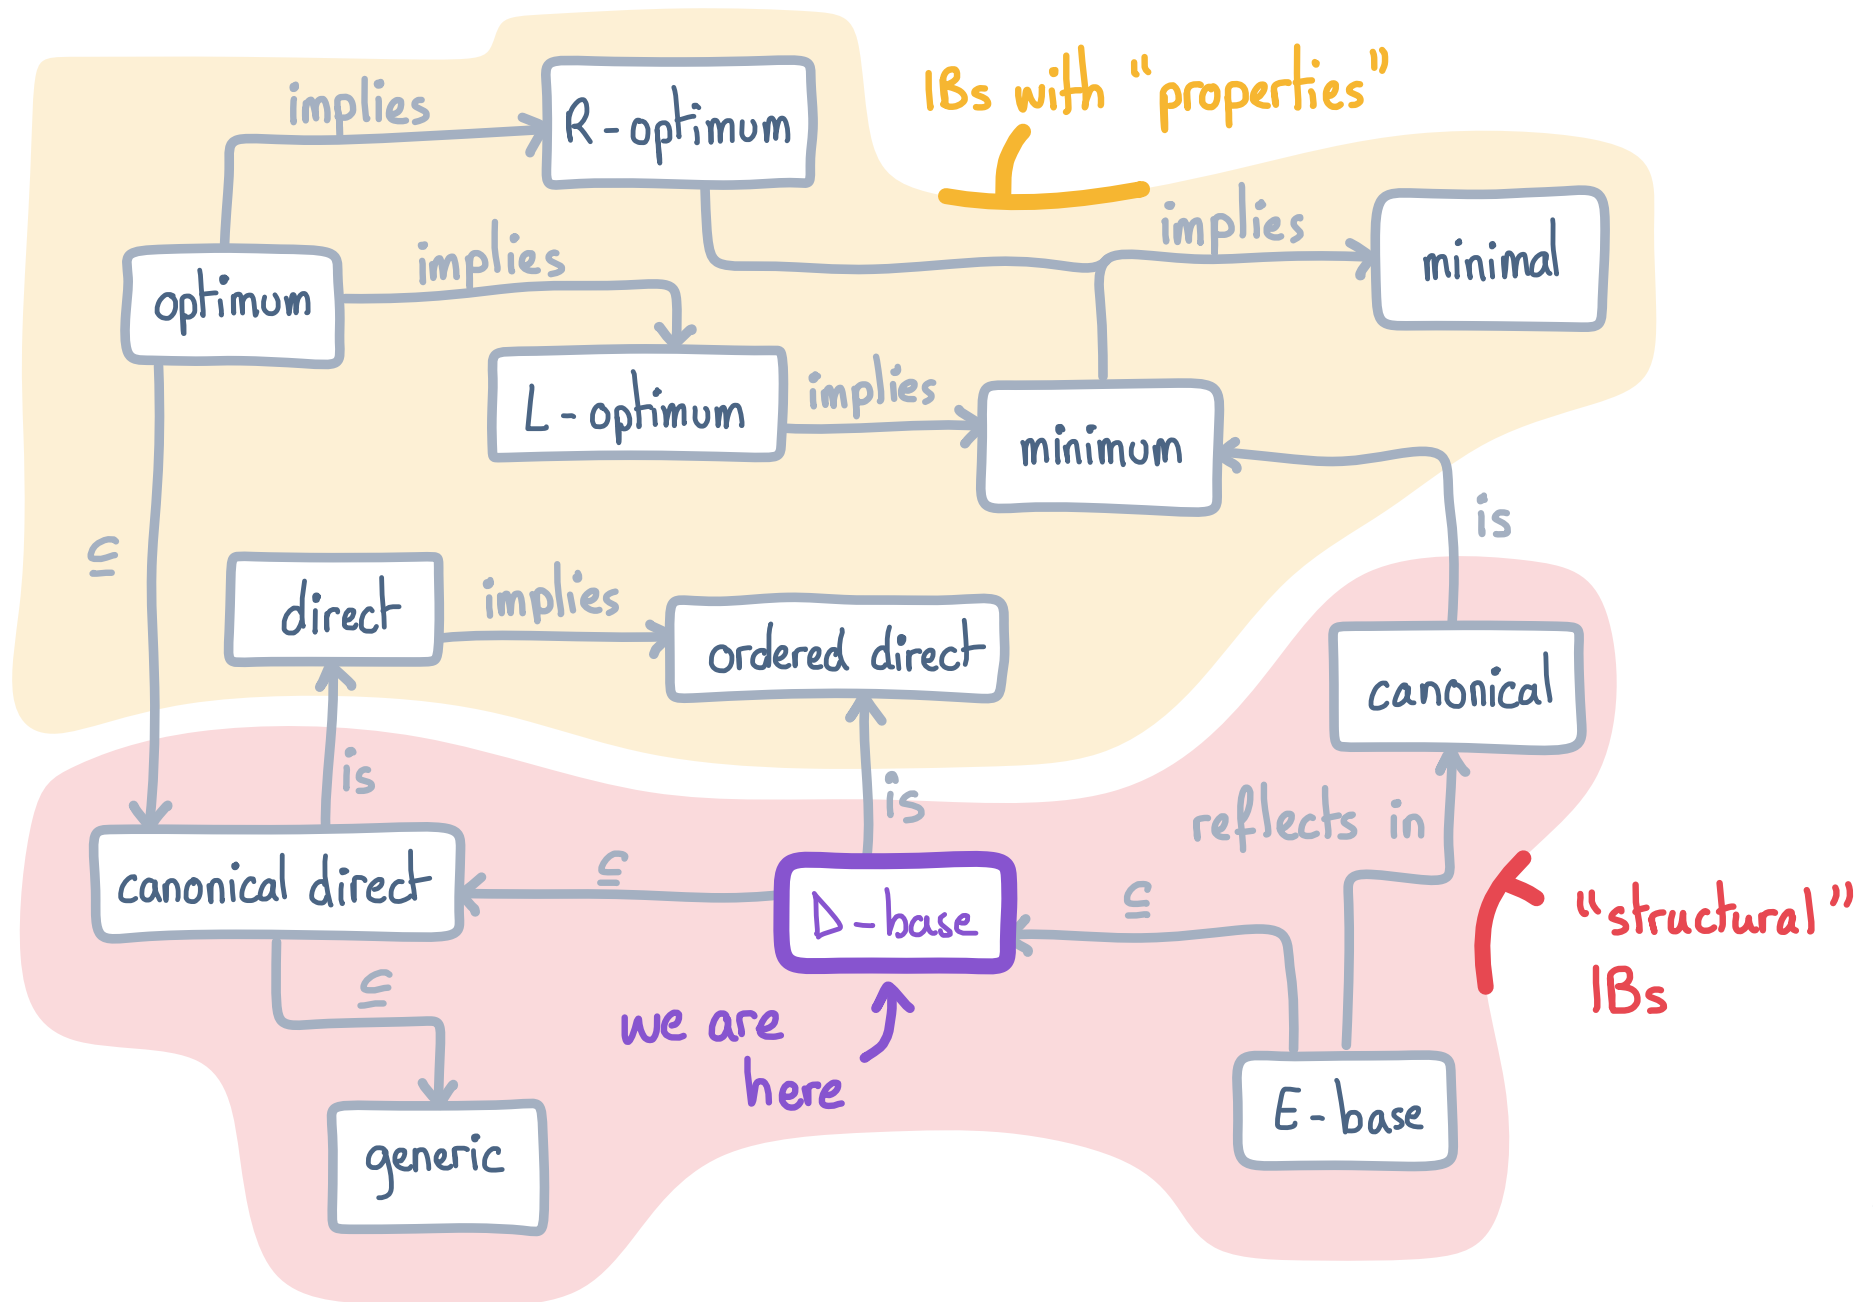 IBs with “properties”
implies
R-optimum
implies
minimal
implies
optimum
L-optimum
implies
minimum
is
⊆
direct
implies
ordered direct
canonical
is
is
reflects in
canonical direct
⊆
D-base
⊆
“structural”
IBs
⊆
we are
here
E-base
generic